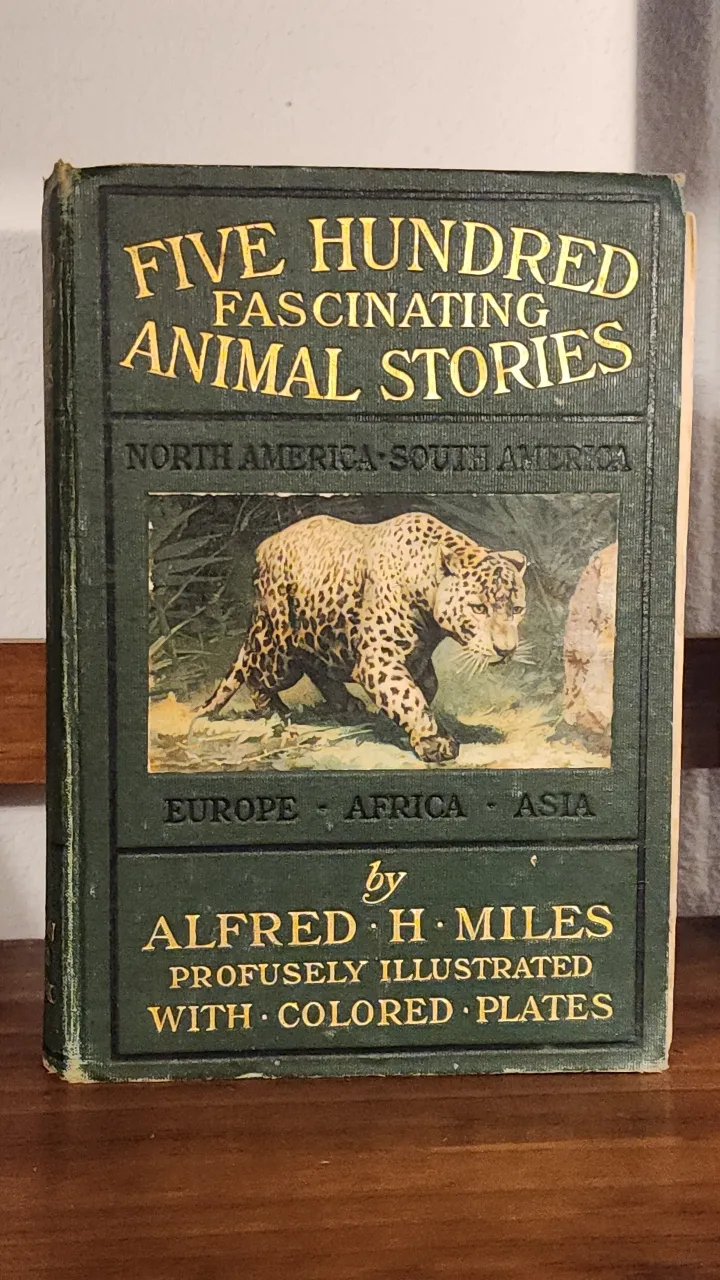 FIVE HUNDRED
FASCINATING
ANIMAL STORIES
NORTH AMERICA · SOUTH AMERICA
EUROPE - AFRICA - ASIA
by
ALFRED · H · MILES
PROFUSELY ILLUSTRATED
WITH · COLORED · PLATES